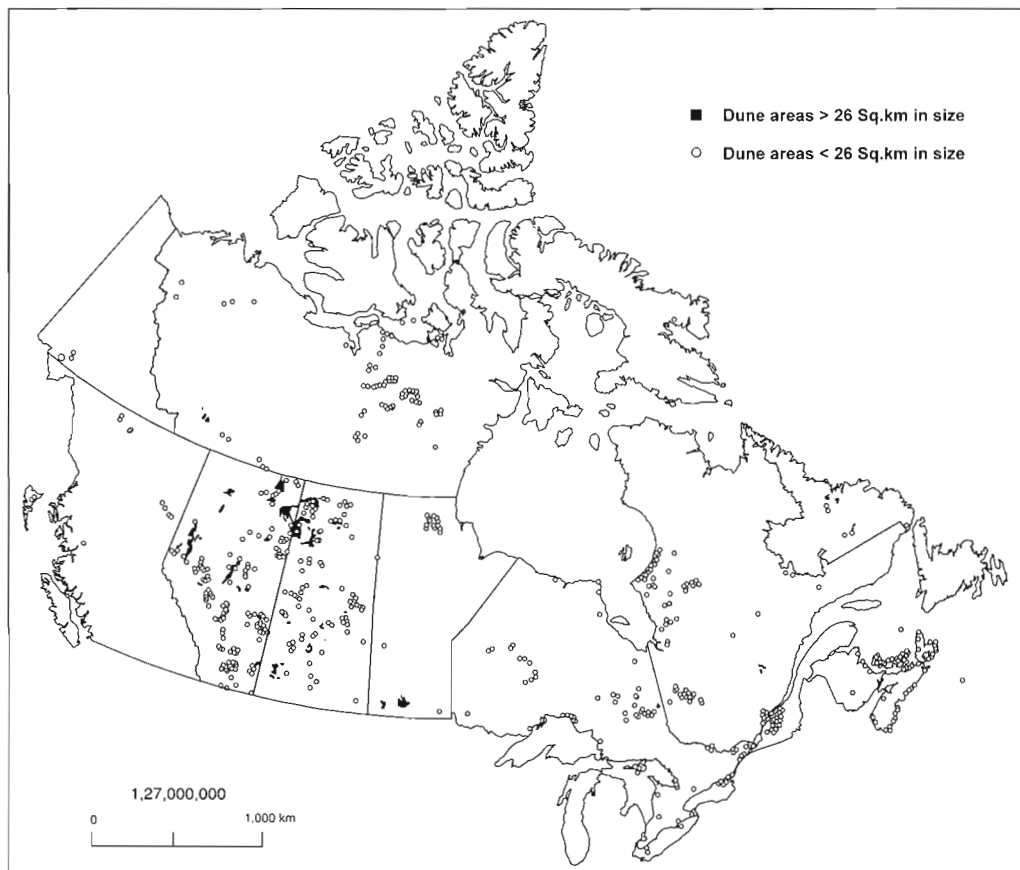 ■ Dune areas > 26 Sq.km in size
○ Dune areas < 26 Sq.km in size
1,27,000,000
0 1,000 km